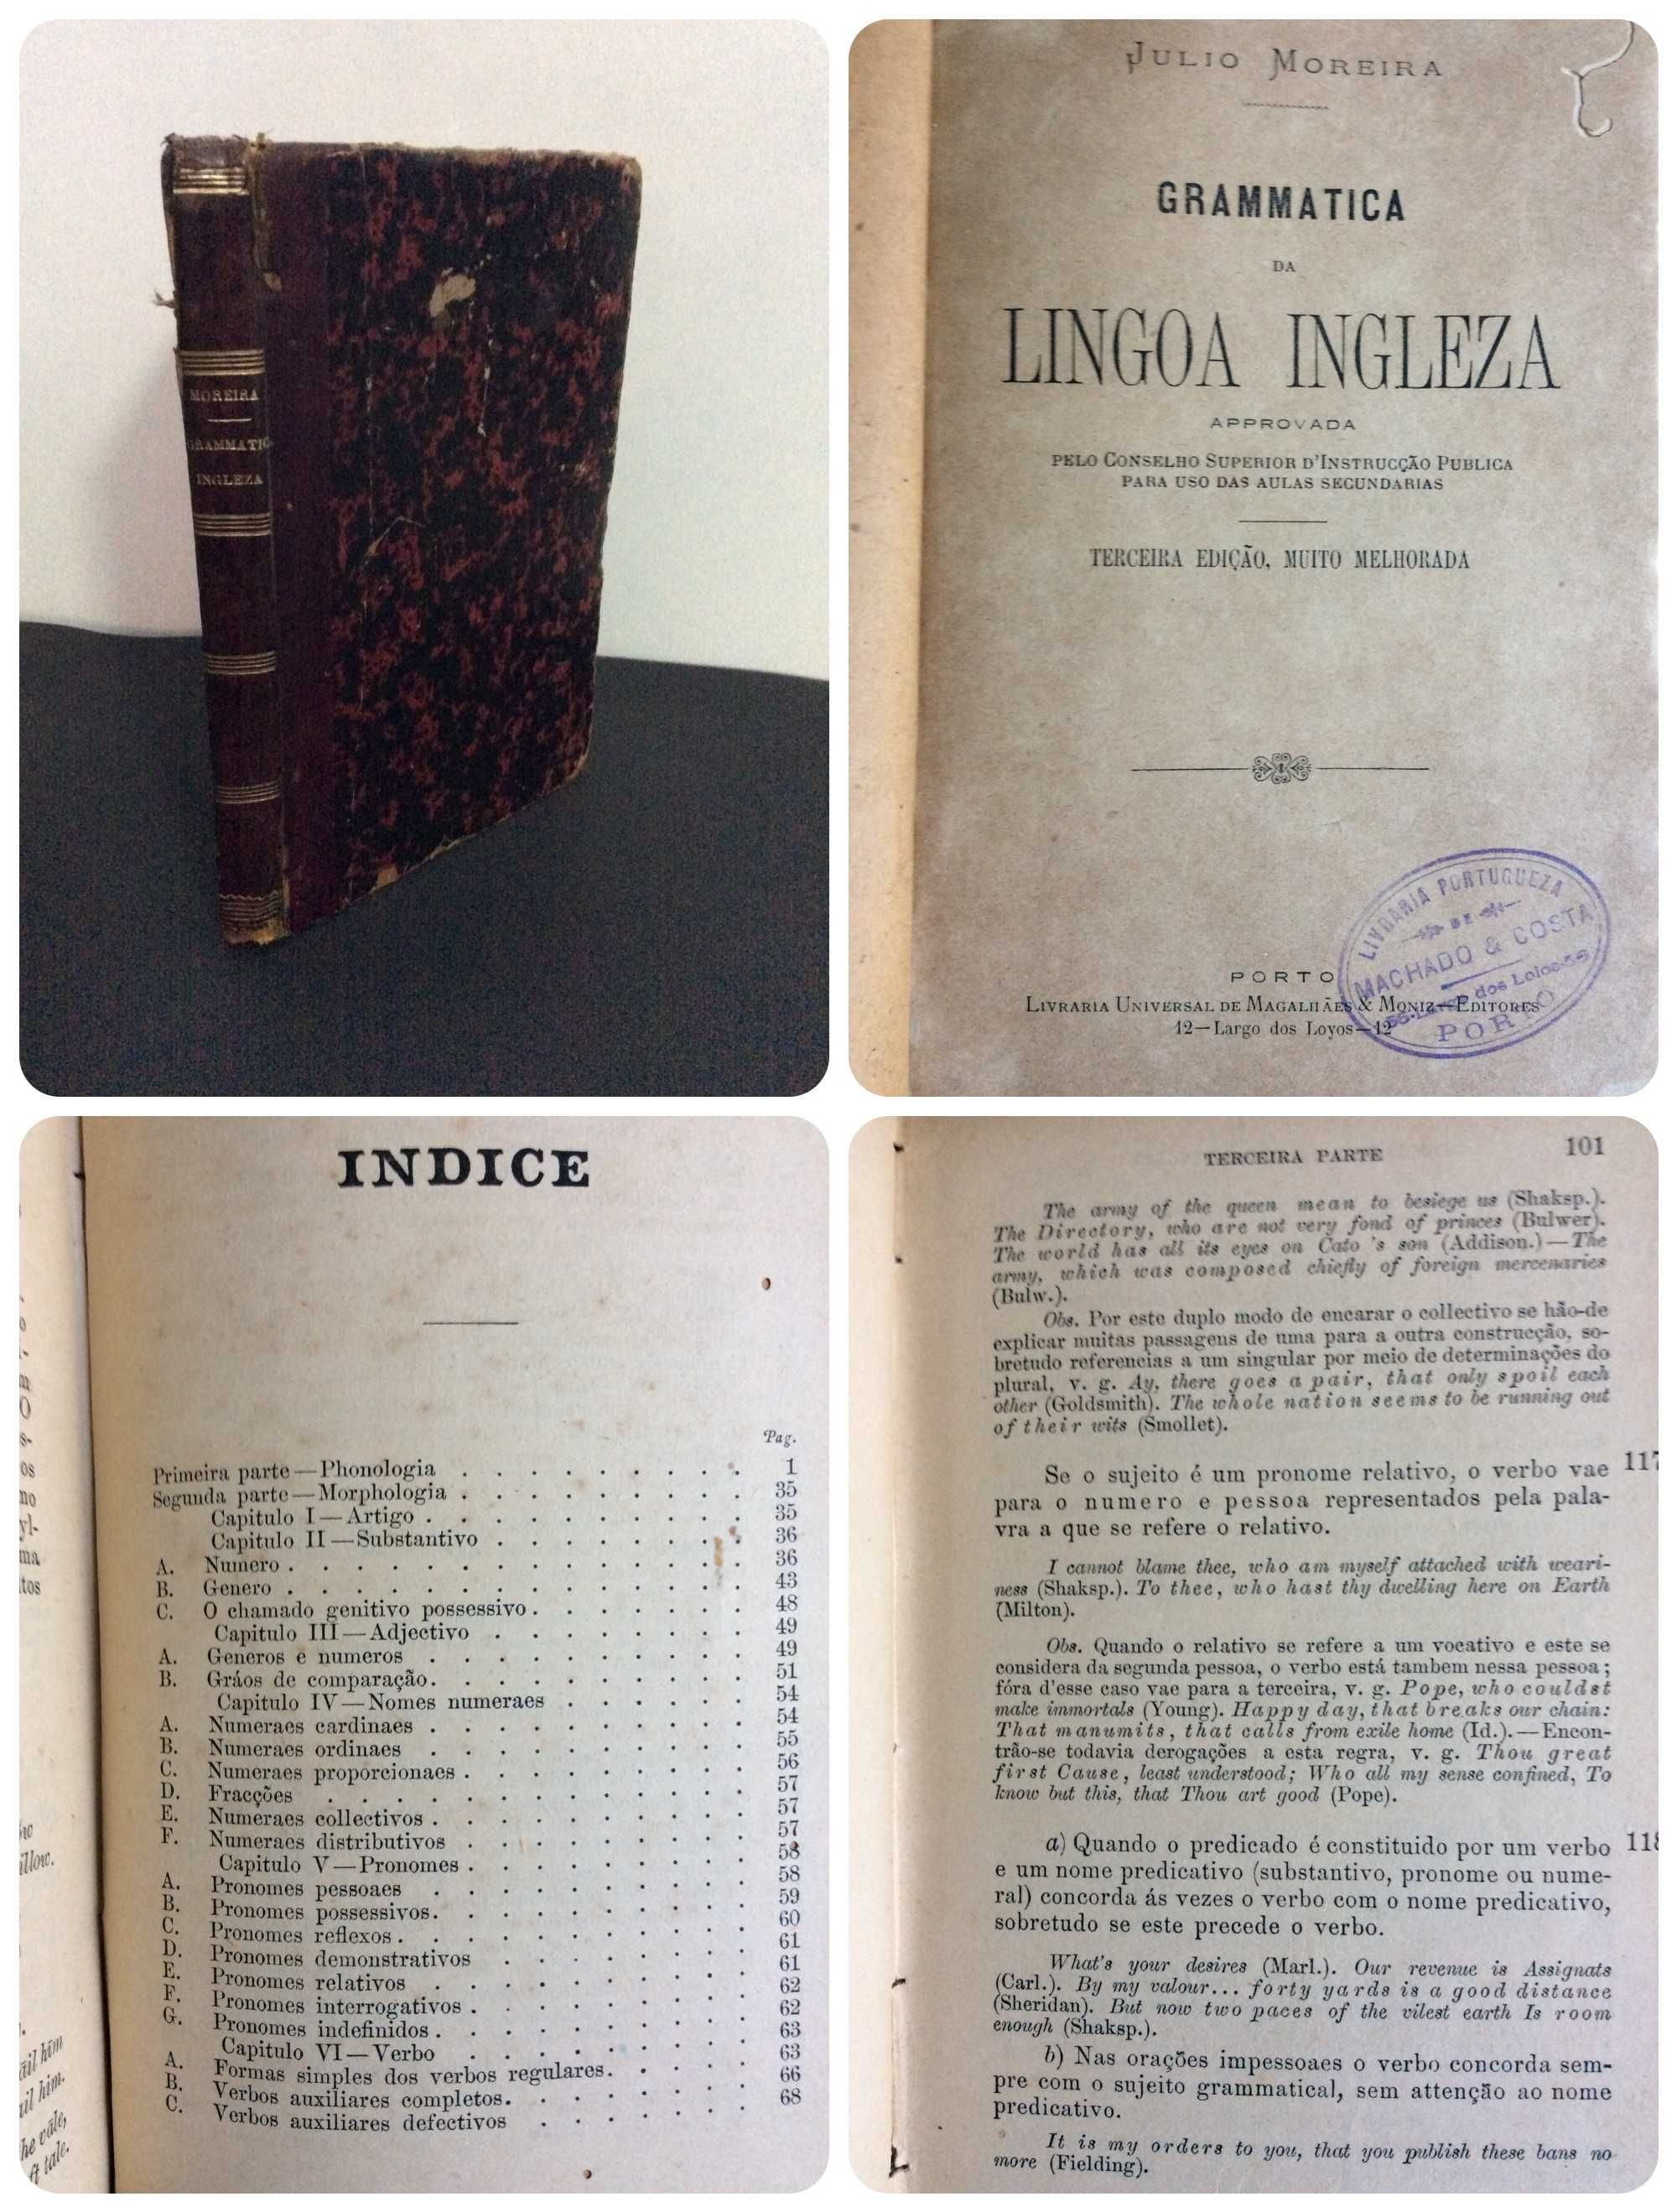 MOREIRA
GRAMMATIC
INGLEZA
JULIO MOREIRA
GRAMMATICA
DA
LINGOA INGLEZA
APPROVADA
PELO CONSELHO SUPERIOR D'INSTRUCÇÃO PUBLICA
PARA USO DAS AULAS SECUNDARIAS
TERCEIRA EDIÇÃO, MUITO MELHORADA
PORTO
LIVRARIA UNIVERSAL DE MAGALHÃES & MONIZ—EDITORES
12—Largo dos Loyos—12
LIVRARIA PORTUGUEZA
DE
MACHADO & COSTA
dos Loios
PORTO
INDICE
Pag.
Primeira parte—Phonologia . . . . . . . . 1
Segunda parte—Morphologia . . . . . . . . 35
Capitulo I—Artigo . . . . . . . . . 35
Capitulo II—Substantivo . . . . . . . 36
A. Numero . . . . . . . . . . . . 36
B. Genero . . . . . . . . . . . . 43
C. O chamado genitivo possessivo . . . . . . 48
Capitulo III—Adjectivo . . . . . . . 49
A. Generos e numeros . . . . . . . . . 49
B. Gráos de comparação . . . . . . . . . 51
Capitulo IV—Nomes numeraes . . . . . 54
A. Numeraes cardinaes . . . . . . . . . 54
B. Numeraes ordinaes . . . . . . . . . 55
C. Numeraes proporcionaes . . . . . . . . 56
D. Fracções . . . . . . . . . . . 57
E. Numeraes collectivos . . . . . . . . . 57
F. Numeraes distributivos . . . . . . . . 57
Capitulo V—Pronomes . . . . . . . . 58
A. Pronomes pessoaes . . . . . . . . . 58
B. Pronomes possessivos . . . . . . . . . 59
C. Pronomes reflexos . . . . . . . . . . 60
D. Pronomes demonstrativos . . . . . . . 61
E. Pronomes relativos . . . . . . . . . 61
F. Pronomes interrogativos . . . . . . . . 62
G. Pronomes indefinidos . . . . . . . . . 62
Capitulo VI—Verbo . . . . . . . . 63
A. Formas simples dos verbos regulares . . . . 63
B. Verbos auxiliares completos . . . . . . . 66
C. Verbos auxiliares defectivos . . . . . . 68
TERCEIRA PARTE 101
The army of the queen mean to besiege us (Shaksp.).
The Directory, who are not very fond of princes (Bulwer).
The world has all its eyes on Cato 's son (Addison.)—The
army, which was composed chiefly of foreign mercenaries
(Bulw.).
Obs. Por este duplo modo de encarar o collectivo se hão-de
explicar muitas passagens de uma para a outra construcção, so-
bretudo referencias a um singular por meio de determinações do
plural, v. g. Ay, there goes a pair, that only spoil each
other (Goldsmith). The whole nation seems to be running out
of their wits (Smollet).
Se o sujeito é um pronome relativo, o verbo vae 117
para o numero e pessoa representados pela pala-
vra a que se refere o relativo.
I cannot blame thee, who am myself attached with weari-
ness (Shaksp.). To thee, who hast thy dwelling here on Earth
(Milton).
Obs. Quando o relativo se refere a um vocativo e este se
considera da segunda pessoa, o verbo está tambem nessa pessoa;
fóra d'esse caso vae para a terceira, v. g. Pope, who couldst
make immortals (Young). Happy day, that breaks our chain:
That manumits, that calls from exile home (Id.).—Encon-
trão-se todavia derogações a esta regra, v. g. Thou great
first Cause, least understood; Who all my sense confined, To
know but this, that Thou art good (Pope).
a) Quando o predicado é constituido por um verbo 118
e um nome predicativo (substantivo, pronome ou nume-
ral) concorda ás vezes o verbo com o nome predicativo,
sobretudo se este precede o verbo.
What's your desires (Marl.). Our revenue is Assignats
(Carl.). By my valour... forty yards is a good distance
(Sheridan). But now two paces of the vilest earth Is room
enough (Shaksp.).
b) Nas orações impessoaes o verbo concorda sem-
pre com o sujeito grammatical, sem attenção ao nome
predicativo.
It is my orders to you, that you publish these bans no
more (Fielding).